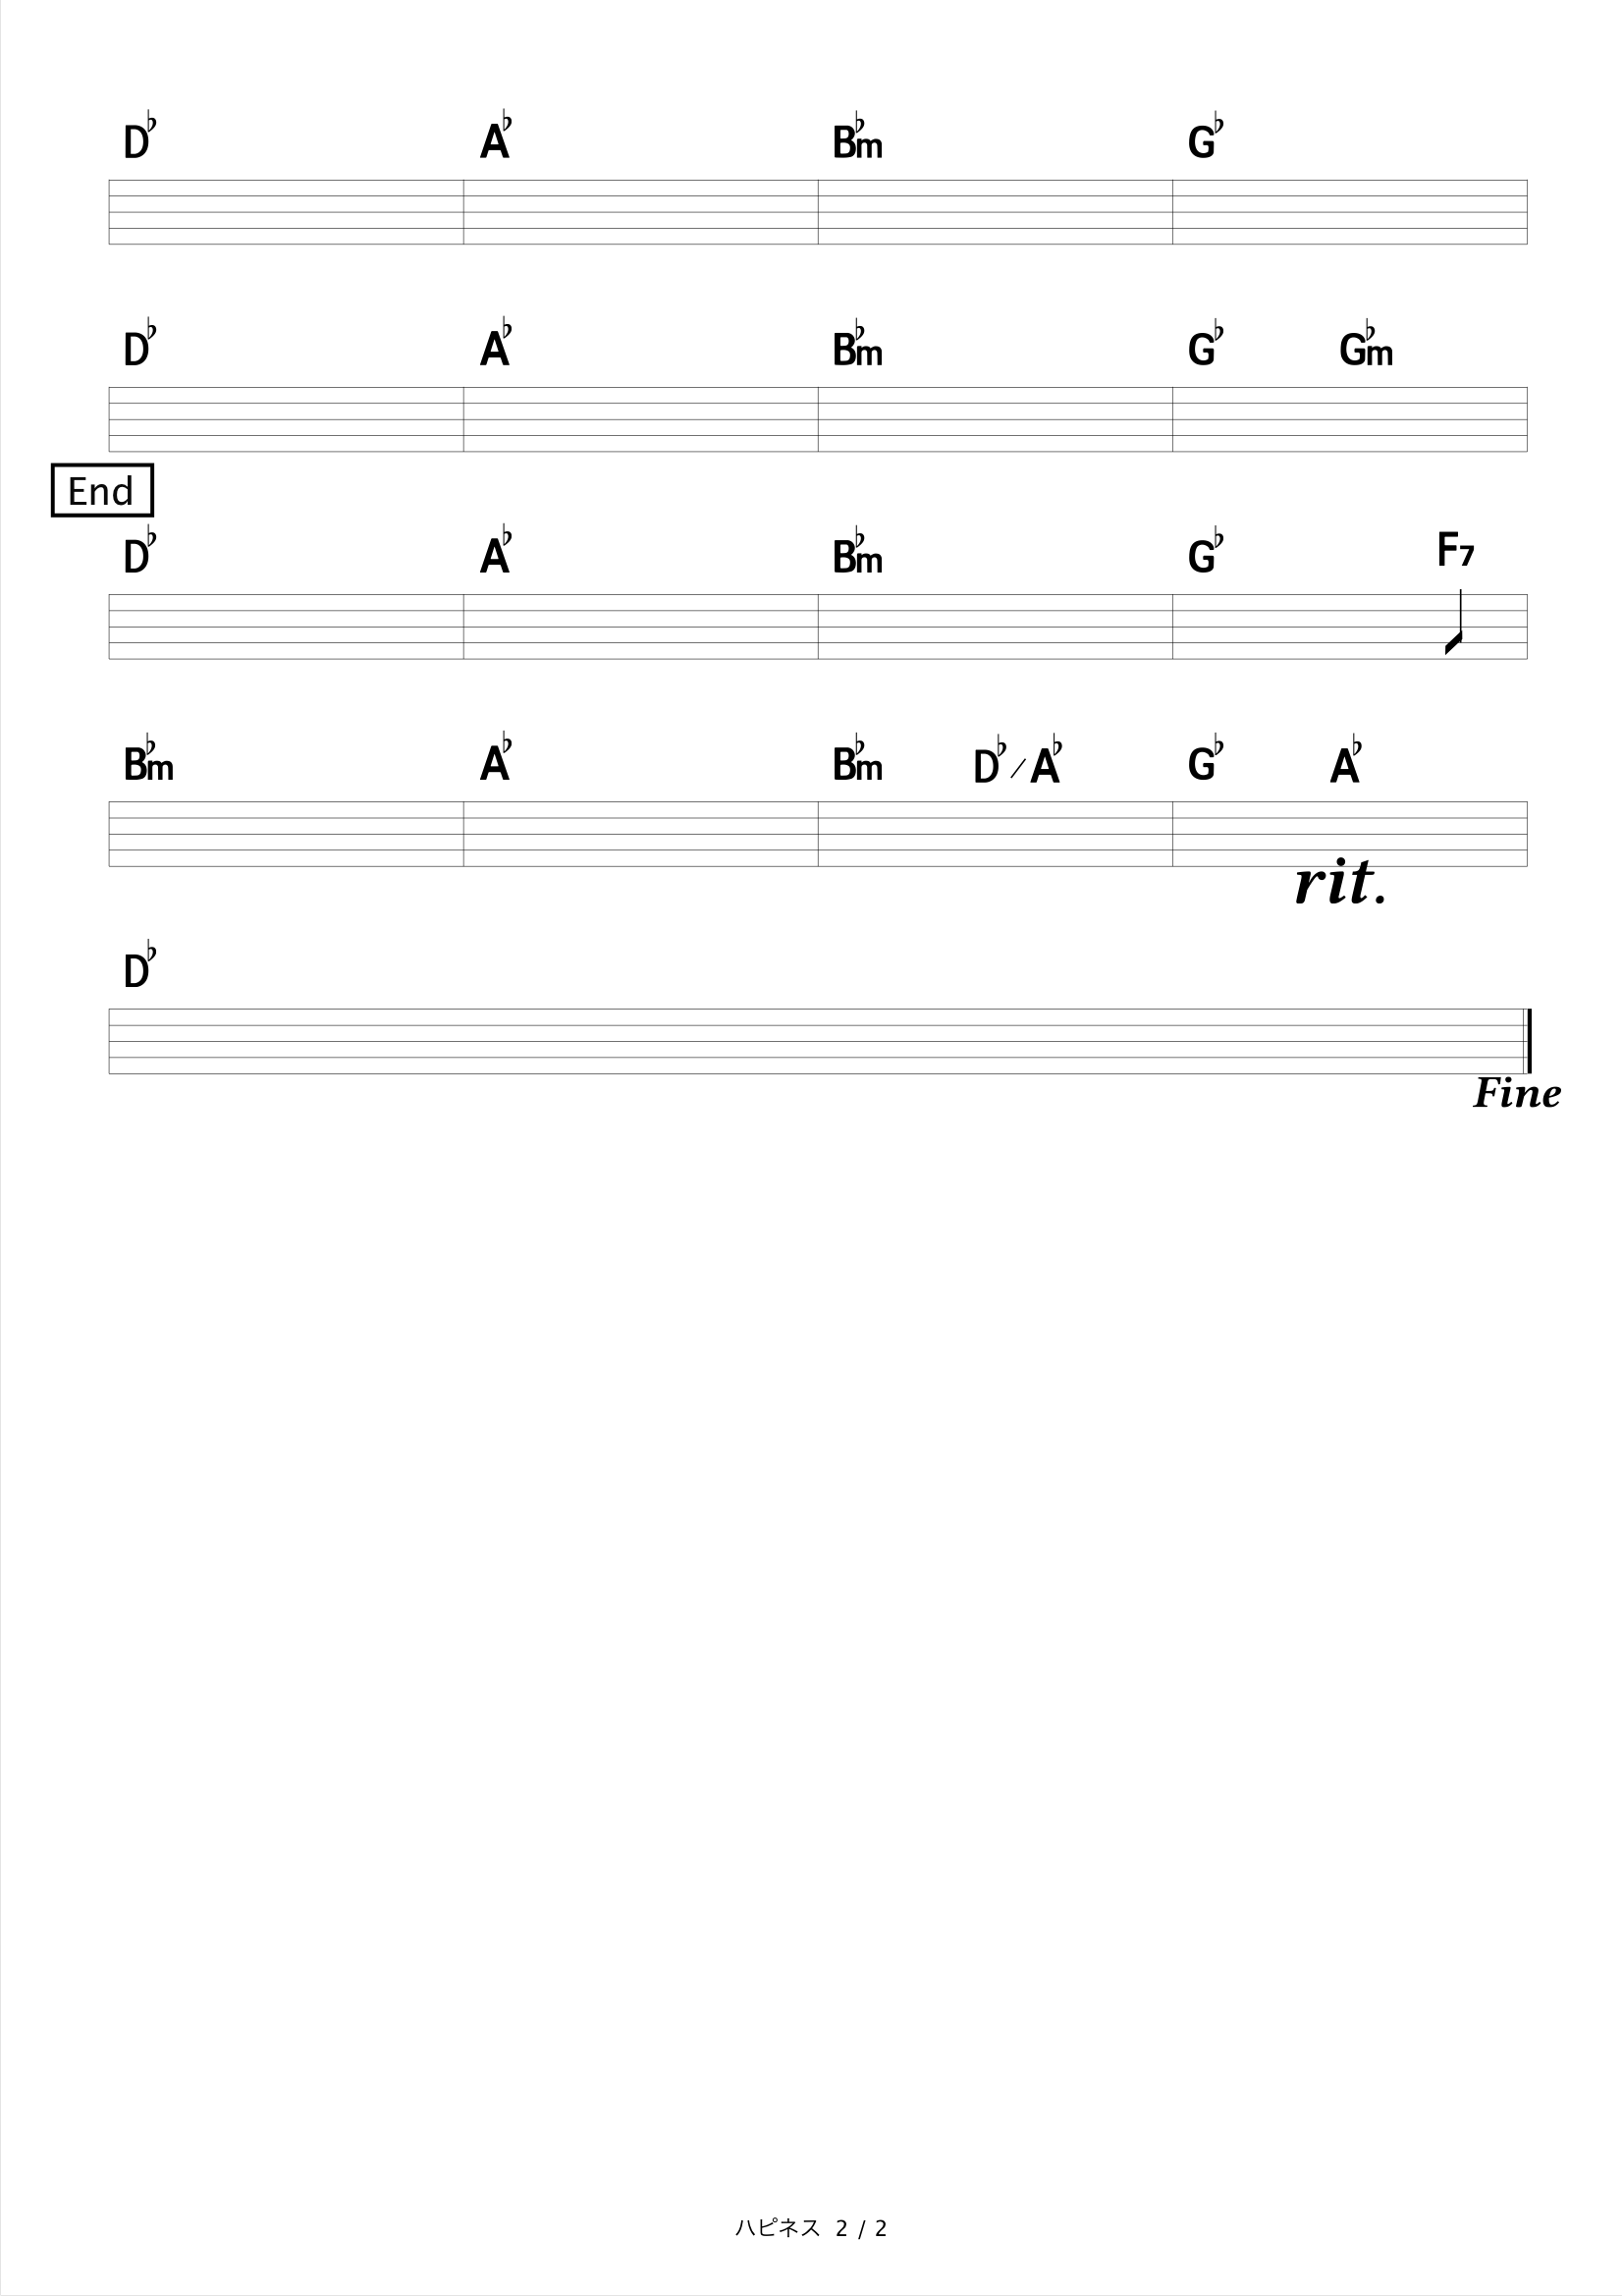 D♭ A♭ B♭m G♭
D♭ A♭ B♭m G♭ G♭m
End
D♭ A♭ B♭m G♭ F7
B♭m A♭ B♭m D♭/A♭ G♭ A♭
rit.
D♭
Fine
ハピネス 2 / 2